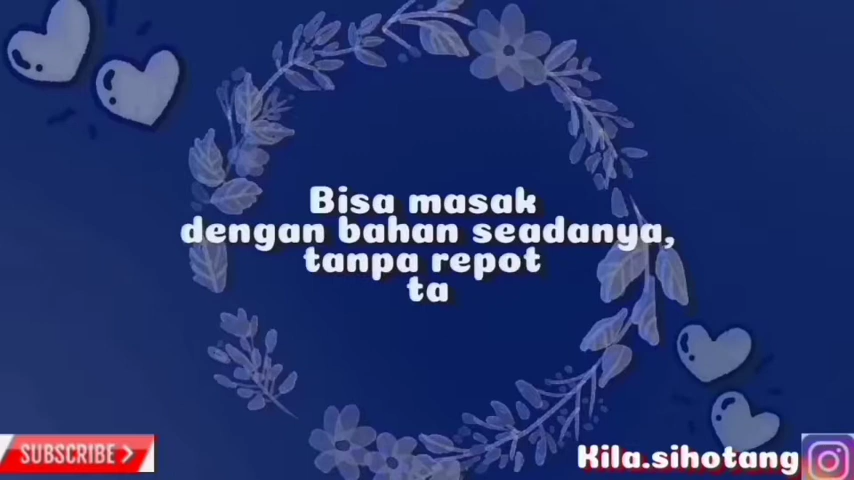 Bisa masak
dengan bahan seadanya,
tanpa repot
ta
SUBSCRIBE
Kila.sihotang